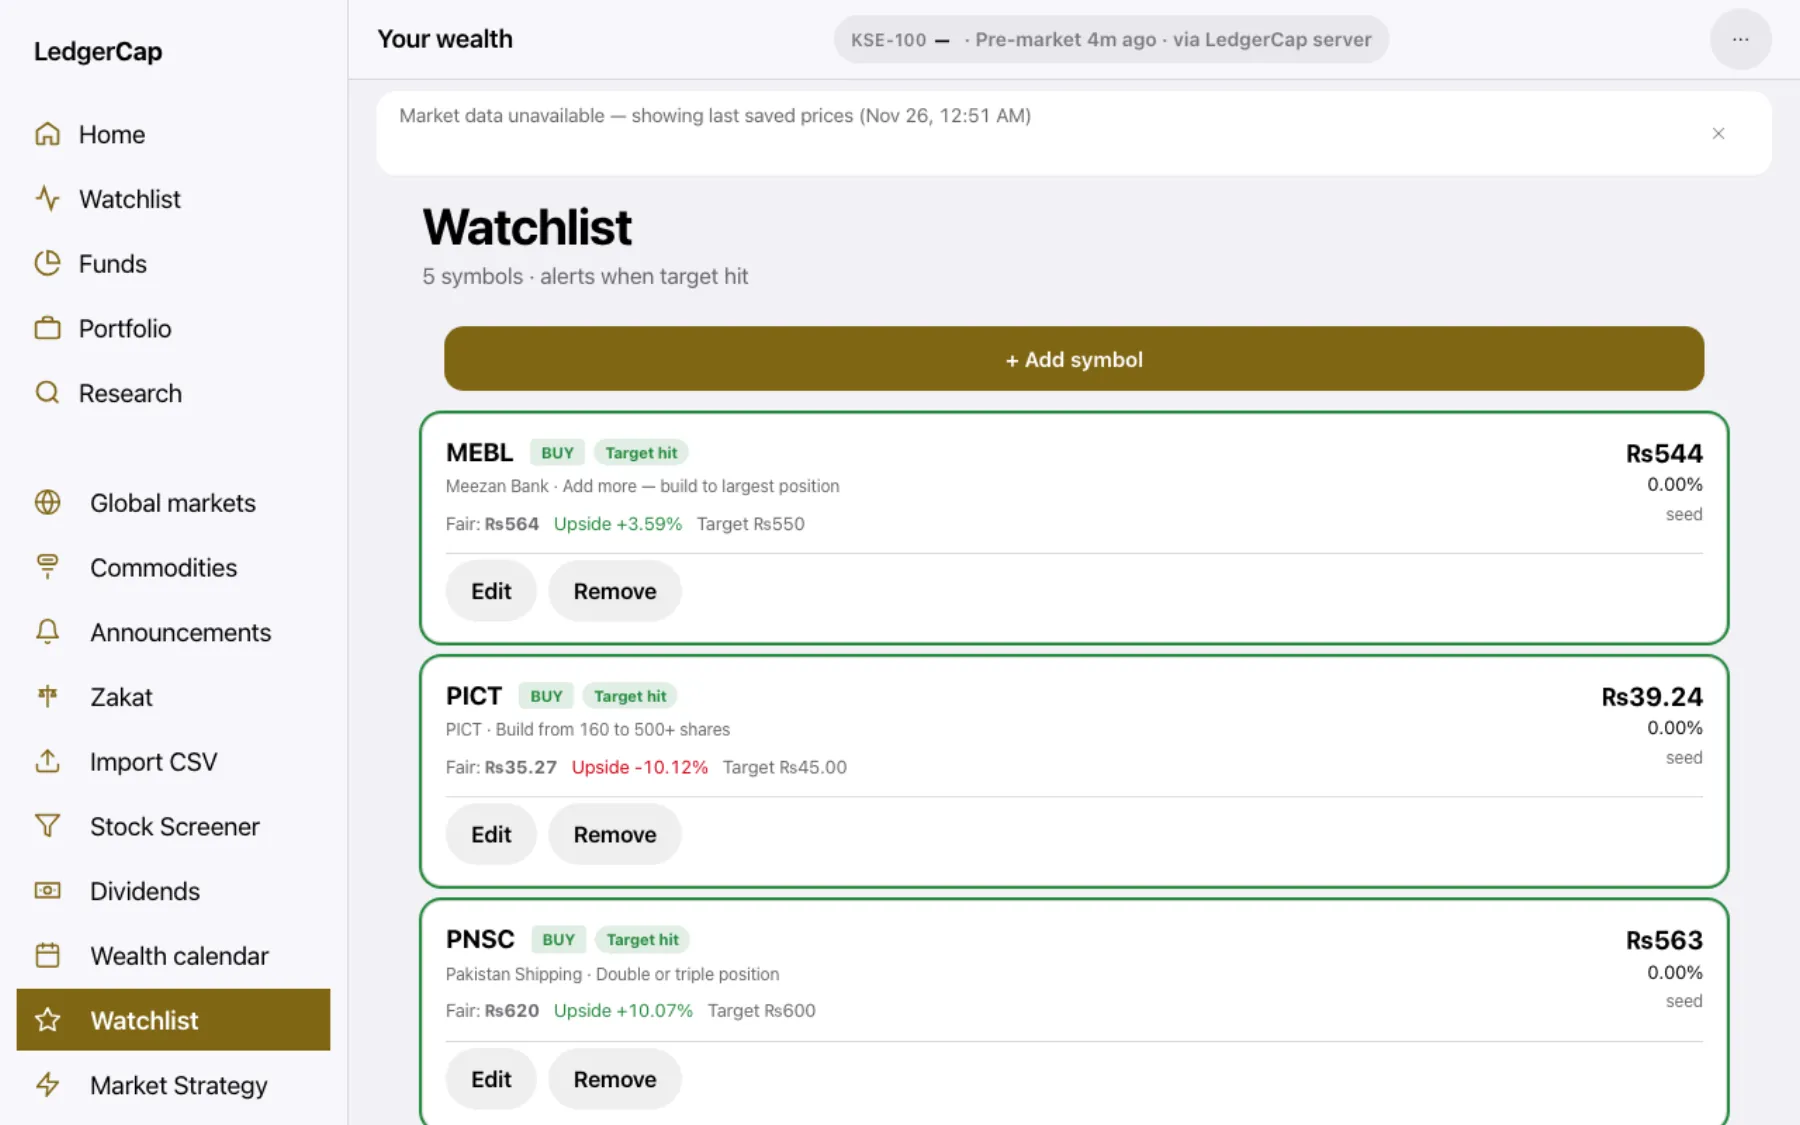 LedgerCap
Home
Watchlist
Funds
Portfolio
Research
Global markets
Commodities
Announcements
Zakat
Import CSV
Stock Screener
Dividends
Wealth calendar
Watchlist
Market Strategy
Your wealth
KSE-100 — · Pre-market 4m ago · via LedgerCap server
...
Market data unavailable — showing last saved prices (Nov 26, 12:51 AM)
×
Watchlist
5 symbols · alerts when target hit
+ Add symbol
MEBL BUY Target hit
Rs544
Meezan Bank · Add more — build to largest position
0.00%
seed
Fair: Rs564 Upside +3.59% Target Rs550
Edit Remove
PICT BUY Target hit
Rs39.24
PICT · Build from 160 to 500+ shares
0.00%
seed
Fair: Rs35.27 Upside -10.12% Target Rs45.00
Edit Remove
PNSC BUY Target hit
Rs563
Pakistan Shipping · Double or triple position
0.00%
seed
Fair: Rs620 Upside +10.07% Target Rs600
Edit Remove